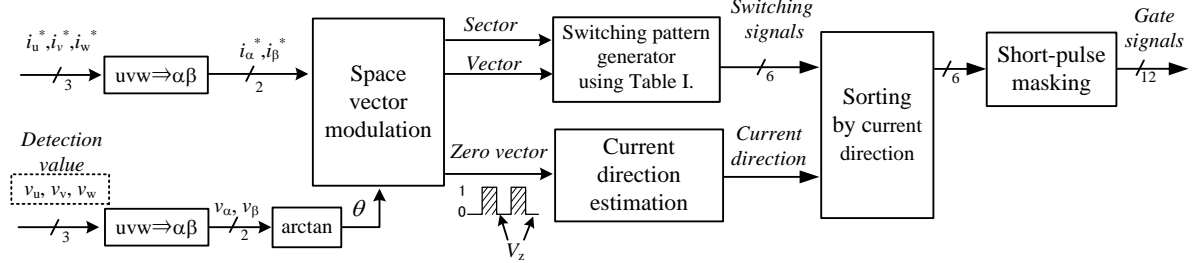 i_u*,i_v*,i_w*
3
uvw⇒αβ
i_α*,i_β*
2
Space
vector
modulation
Sector
Vector
Switching pattern
generator
using Table I.
Switching
signals
6
Sorting
by current
direction
6
Short-pulse
masking
Gate
signals
12
Detection
value
v_u, v_v, v_w
3
uvw⇒αβ
v_α, v_β
2
arctan
θ
Zero vector
1
0
V_z
Current
direction
estimation
Current
direction